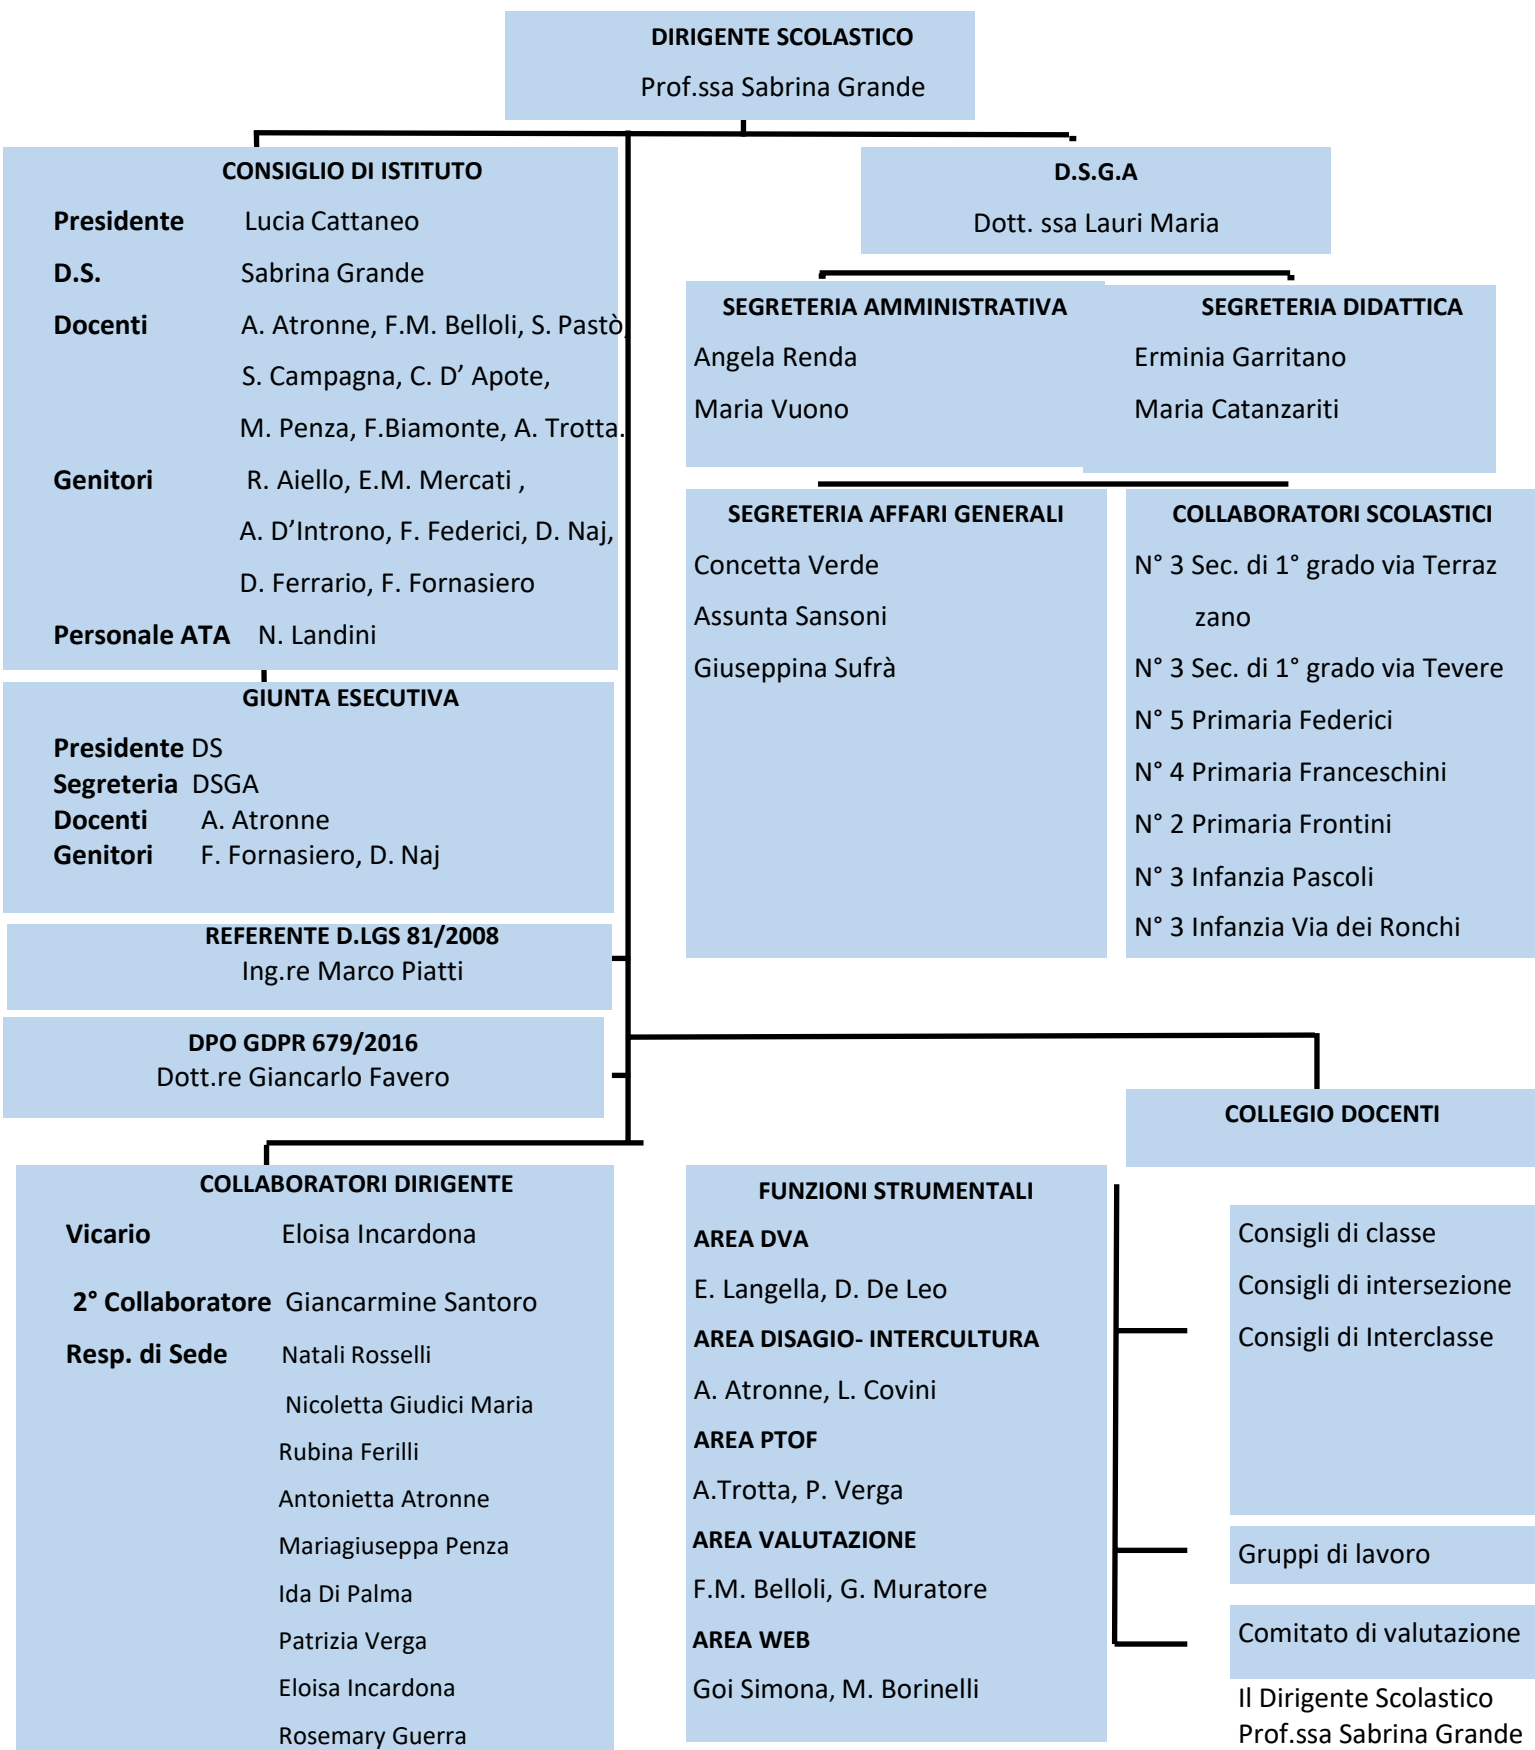 DIRIGENTE SCOLASTICO
Prof.ssa Sabrina Grande
CONSIGLIO DI ISTITUTO
Presidente Lucia Cattaneo
D.S. Sabrina Grande
Docenti A. Atronne, F.M. Belloli, S. Pastò,
S. Campagna, C. D’ Apote,
M. Penza, F.Biamonte, A. Trotta.
Genitori R. Aiello, E.M. Mercati ,
A. D’Introno, F. Federici, D. Naj,
D. Ferrario, F. Fornasiero
Personale ATA N. Landini
D.S.G.A
Dott. ssa Lauri Maria
SEGRETERIA AMMINISTRATIVA
Angela Renda
Maria Vuono
SEGRETERIA DIDATTICA
Erminia Garritano
Maria Catanzariti
SEGRETERIA AFFARI GENERALI
Concetta Verde
Assunta Sansoni
Giuseppina Sufrà
COLLABORATORI SCOLASTICI
N° 3 Sec. di 1° grado via Terraz
zano
N° 3 Sec. di 1° grado via Tevere
N° 5 Primaria Federici
N° 4 Primaria Franceschini
N° 2 Primaria Frontini
N° 3 Infanzia Pascoli
N° 3 Infanzia Via dei Ronchi
GIUNTA ESECUTIVA
Presidente DS
Segreteria DSGA
Docenti A. Atronne
Genitori F. Fornasiero, D. Naj
REFERENTE D.LGS 81/2008
Ing.re Marco Piatti
DPO GDPR 679/2016
Dott.re Giancarlo Favero
COLLABORATORI DIRIGENTE
Vicario Eloisa Incardona
2° Collaboratore Giancarmine Santoro
Resp. di Sede Natali Rosselli
Nicoletta Giudici Maria
Rubina Ferilli
Antonietta Atronne
Mariagiuseppa Penza
Ida Di Palma
Patrizia Verga
Eloisa Incardona
Rosemary Guerra
FUNZIONI STRUMENTALI
AREA DVA
E. Langella, D. De Leo
AREA DISAGIO- INTERCULTURA
A. Atronne, L. Covini
AREA PTOF
A.Trotta, P. Verga
AREA VALUTAZIONE
F.M. Belloli, G. Muratore
AREA WEB
Goi Simona, M. Borinelli
COLLEGIO DOCENTI
Consigli di classe
Consigli di intersezione
Consigli di Interclasse
Gruppi di lavoro
Comitato di valutazione
Il Dirigente Scolastico
Prof.ssa Sabrina Grande